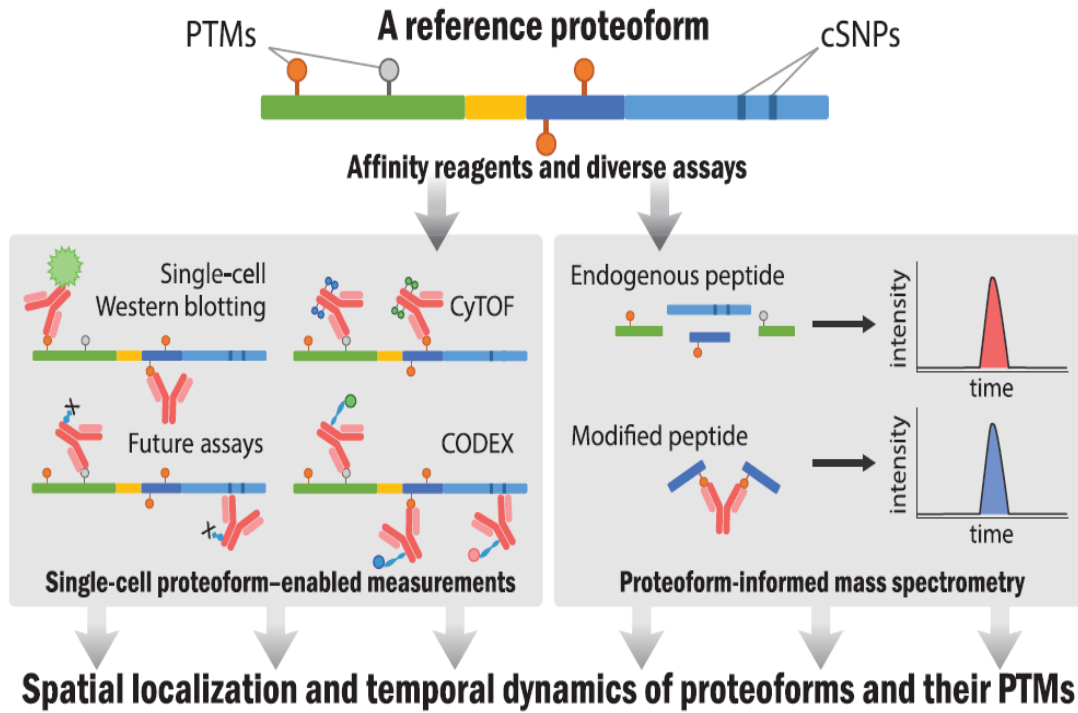 A reference proteoform
PTMs
cSNPs
Affinity reagents and diverse assays
Single-cell
Western blotting
CyTOF
Future assays
CODEX
X
X
Single-cell proteoform–enabled measurements
Endogenous peptide
intensity
time
Modified peptide
intensity
time
Proteoform-informed mass spectrometry
Spatial localization and temporal dynamics of proteoforms and their PTMs